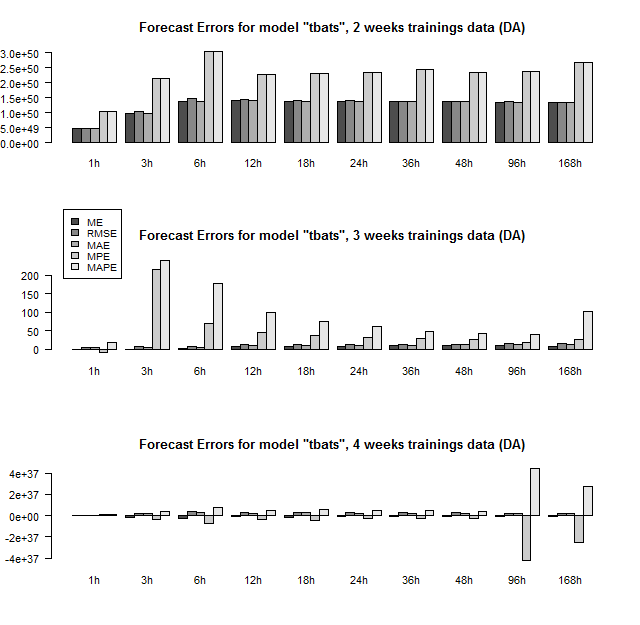 Forecast Errors for model "tbats", 2 weeks trainings data (DA)
3.0e+50
2.5e+50
1.5e+50
1.0e+50
5.0e+49
0.0e+00
1h 3h 6h 12h 18h 24h 36h 48h 96h 168h
ME
RMSE
MAE
MPE
MAPE
Forecast Errors for model "tbats", 3 weeks trainings data (DA)
200
150
100
50
0
1h 3h 6h 12h 18h 24h 36h 48h 96h 168h
Forecast Errors for model "tbats", 4 weeks trainings data (DA)
4e+37
2e+37
0e+00
-4e+37
1h 3h 6h 12h 18h 24h 36h 48h 96h 168h